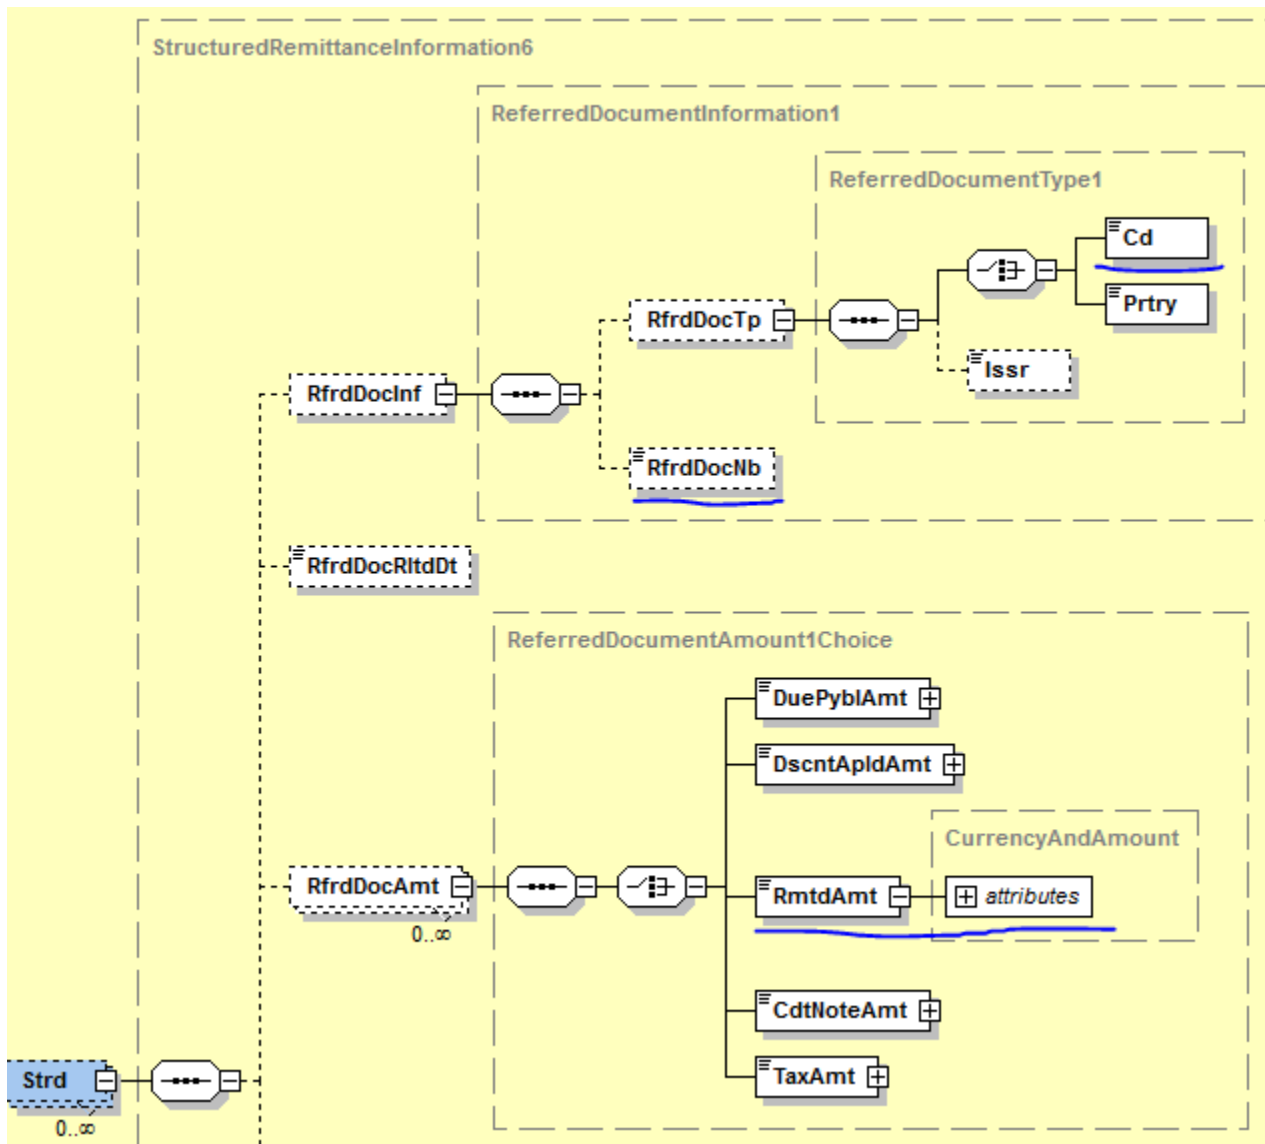 StructuredRemittanceInformation6
ReferredDocumentInformation1
ReferredDocumentType1
Cd
Prtry
RfrdDocTp
Issr
RfrdDocInf
RfrdDocNb
RfrdDocRltdDt
ReferredDocumentAmount1Choice
DuePyblAmt
DscntApldAmt
CurrencyAndAmount
RfrdDocAmt
RmtdAmt
attributes
0..∞
CdtNoteAmt
Strd
TaxAmt
0..∞